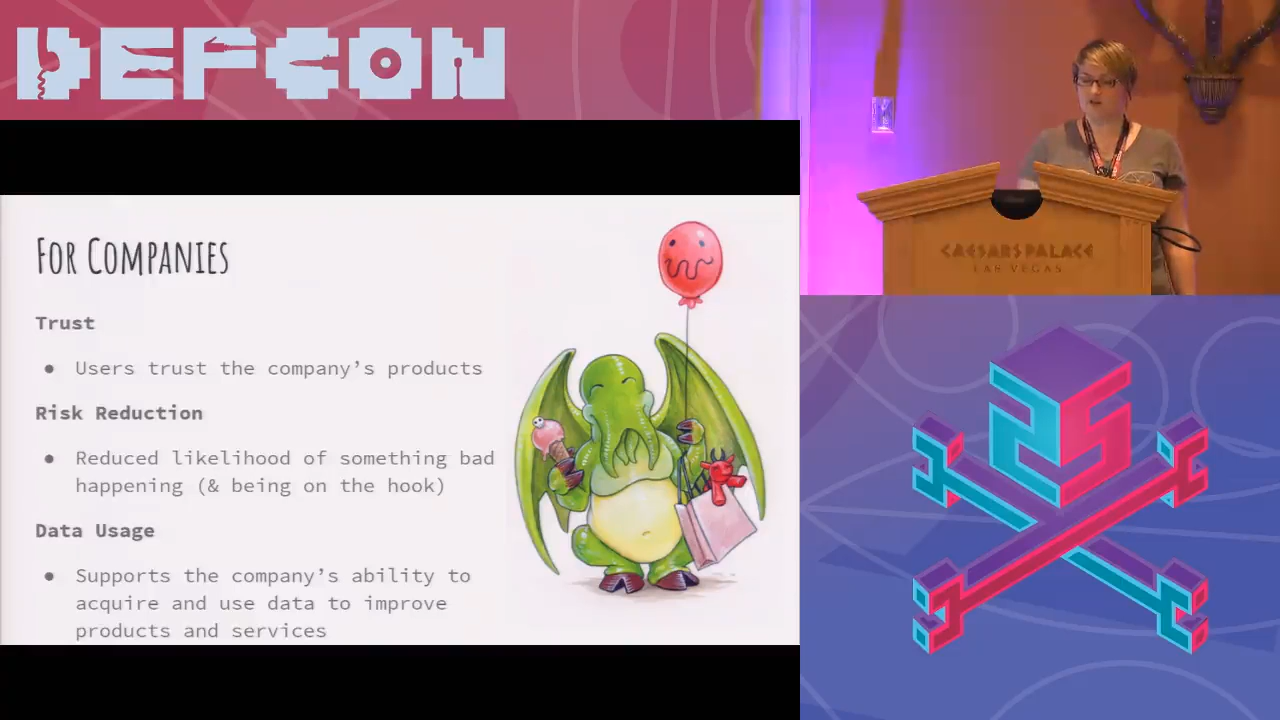 DEFCON
CAESARS PALACE
LAS VEGAS
FOR COMPANIES
Trust
● Users trust the company's products
Risk Reduction
● Reduced likelihood of something bad
happening (& being on the hook)
Data Usage
● Supports the company's ability to
acquire and use data to improve
products and services
25